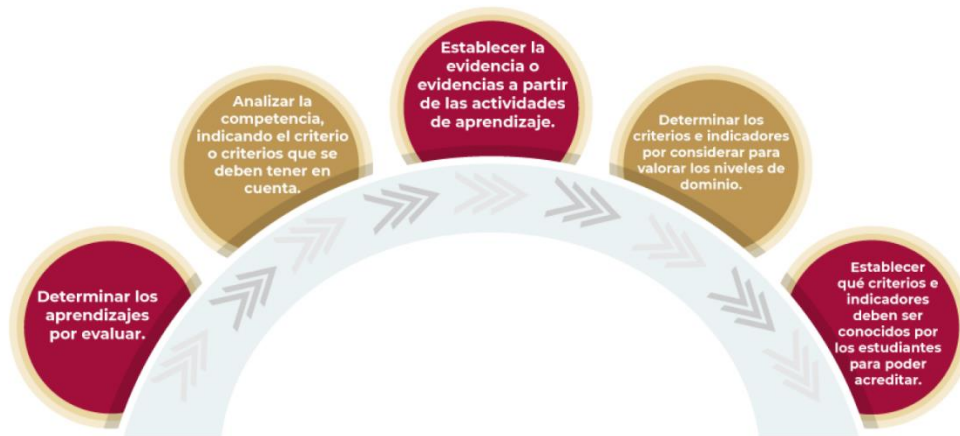 Determinar los
aprendizajes
por evaluar.
Analizar la
competencia,
indicando el criterio
o criterios que se
deben tener en
cuenta.
Establecer la
evidencia o
evidencias a partir
de las actividades
de aprendizaje.
Determinar los
criterios e indicadores
por considerar para
valorar los niveles de
dominio.
Establecer
qué criterios e
indicadores
deben ser
conocidos por
los estudiantes
para poder
acreditar.